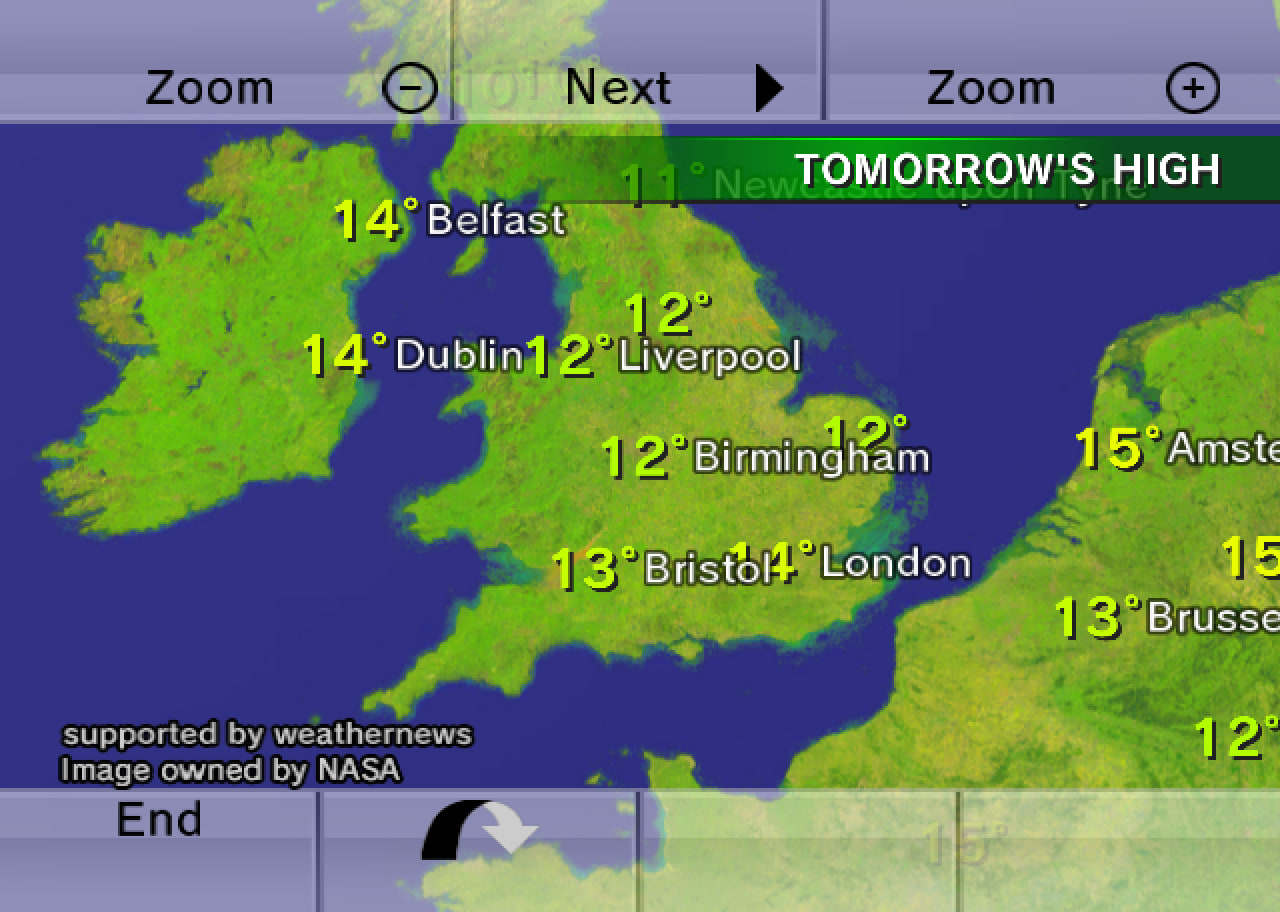 Zoom −
Next
Zoom +
10°
TOMORROW'S HIGH
11° Newcastle upon Tyne
14° Belfast
12°
14° Dublin
12° Liverpool
12°
12° Birmingham
15° Amste
13° Bristol
14° London
15
13° Brusse
12°
supported by weathernews
Image owned by NASA
End
15°